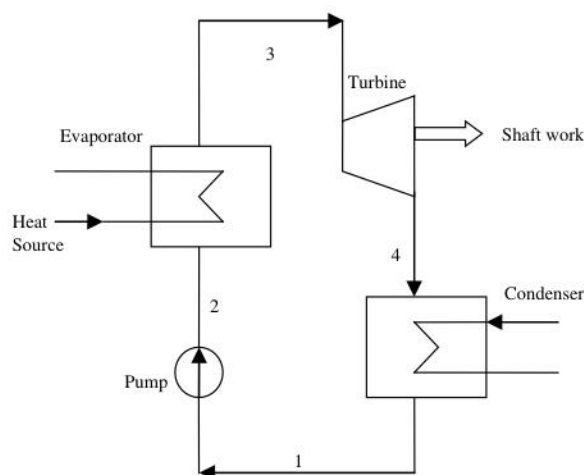 3
Turbine
Evaporator
Shaft work
Heat
Source
4
2
Condenser
Pump
1